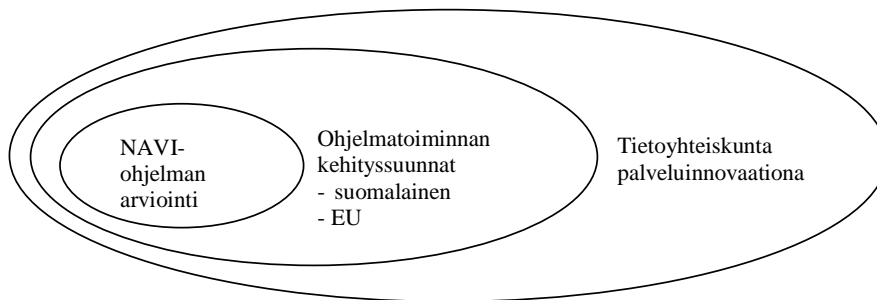 NAVI-
ohjelman
arviointi
Ohjelmatoiminnan
kehityssuunnat
- suomalainen
- EU
Tietoyhteiskunta
palveluinnovaationa